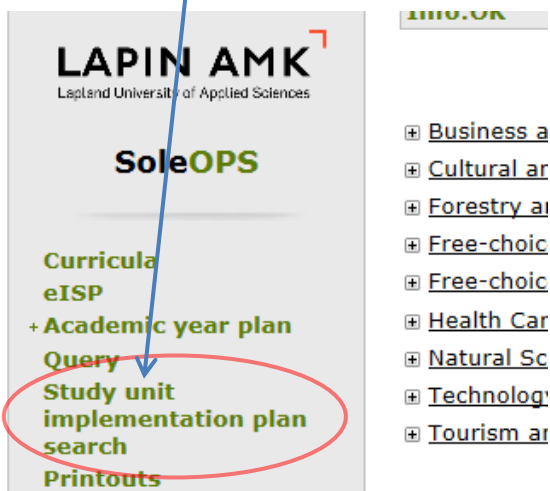 LAPIN AMK
Lapland University of Applied Sciences
SoleOPS
Curricula
eISP
+ Academic year plan
Query
Study unit
implementation plan
search
Printouts
Info.OK
Business a
Cultural ar
Forestry ar
Free-choic
Free-choic
Health Car
Natural Sc
Technology
Tourism ar